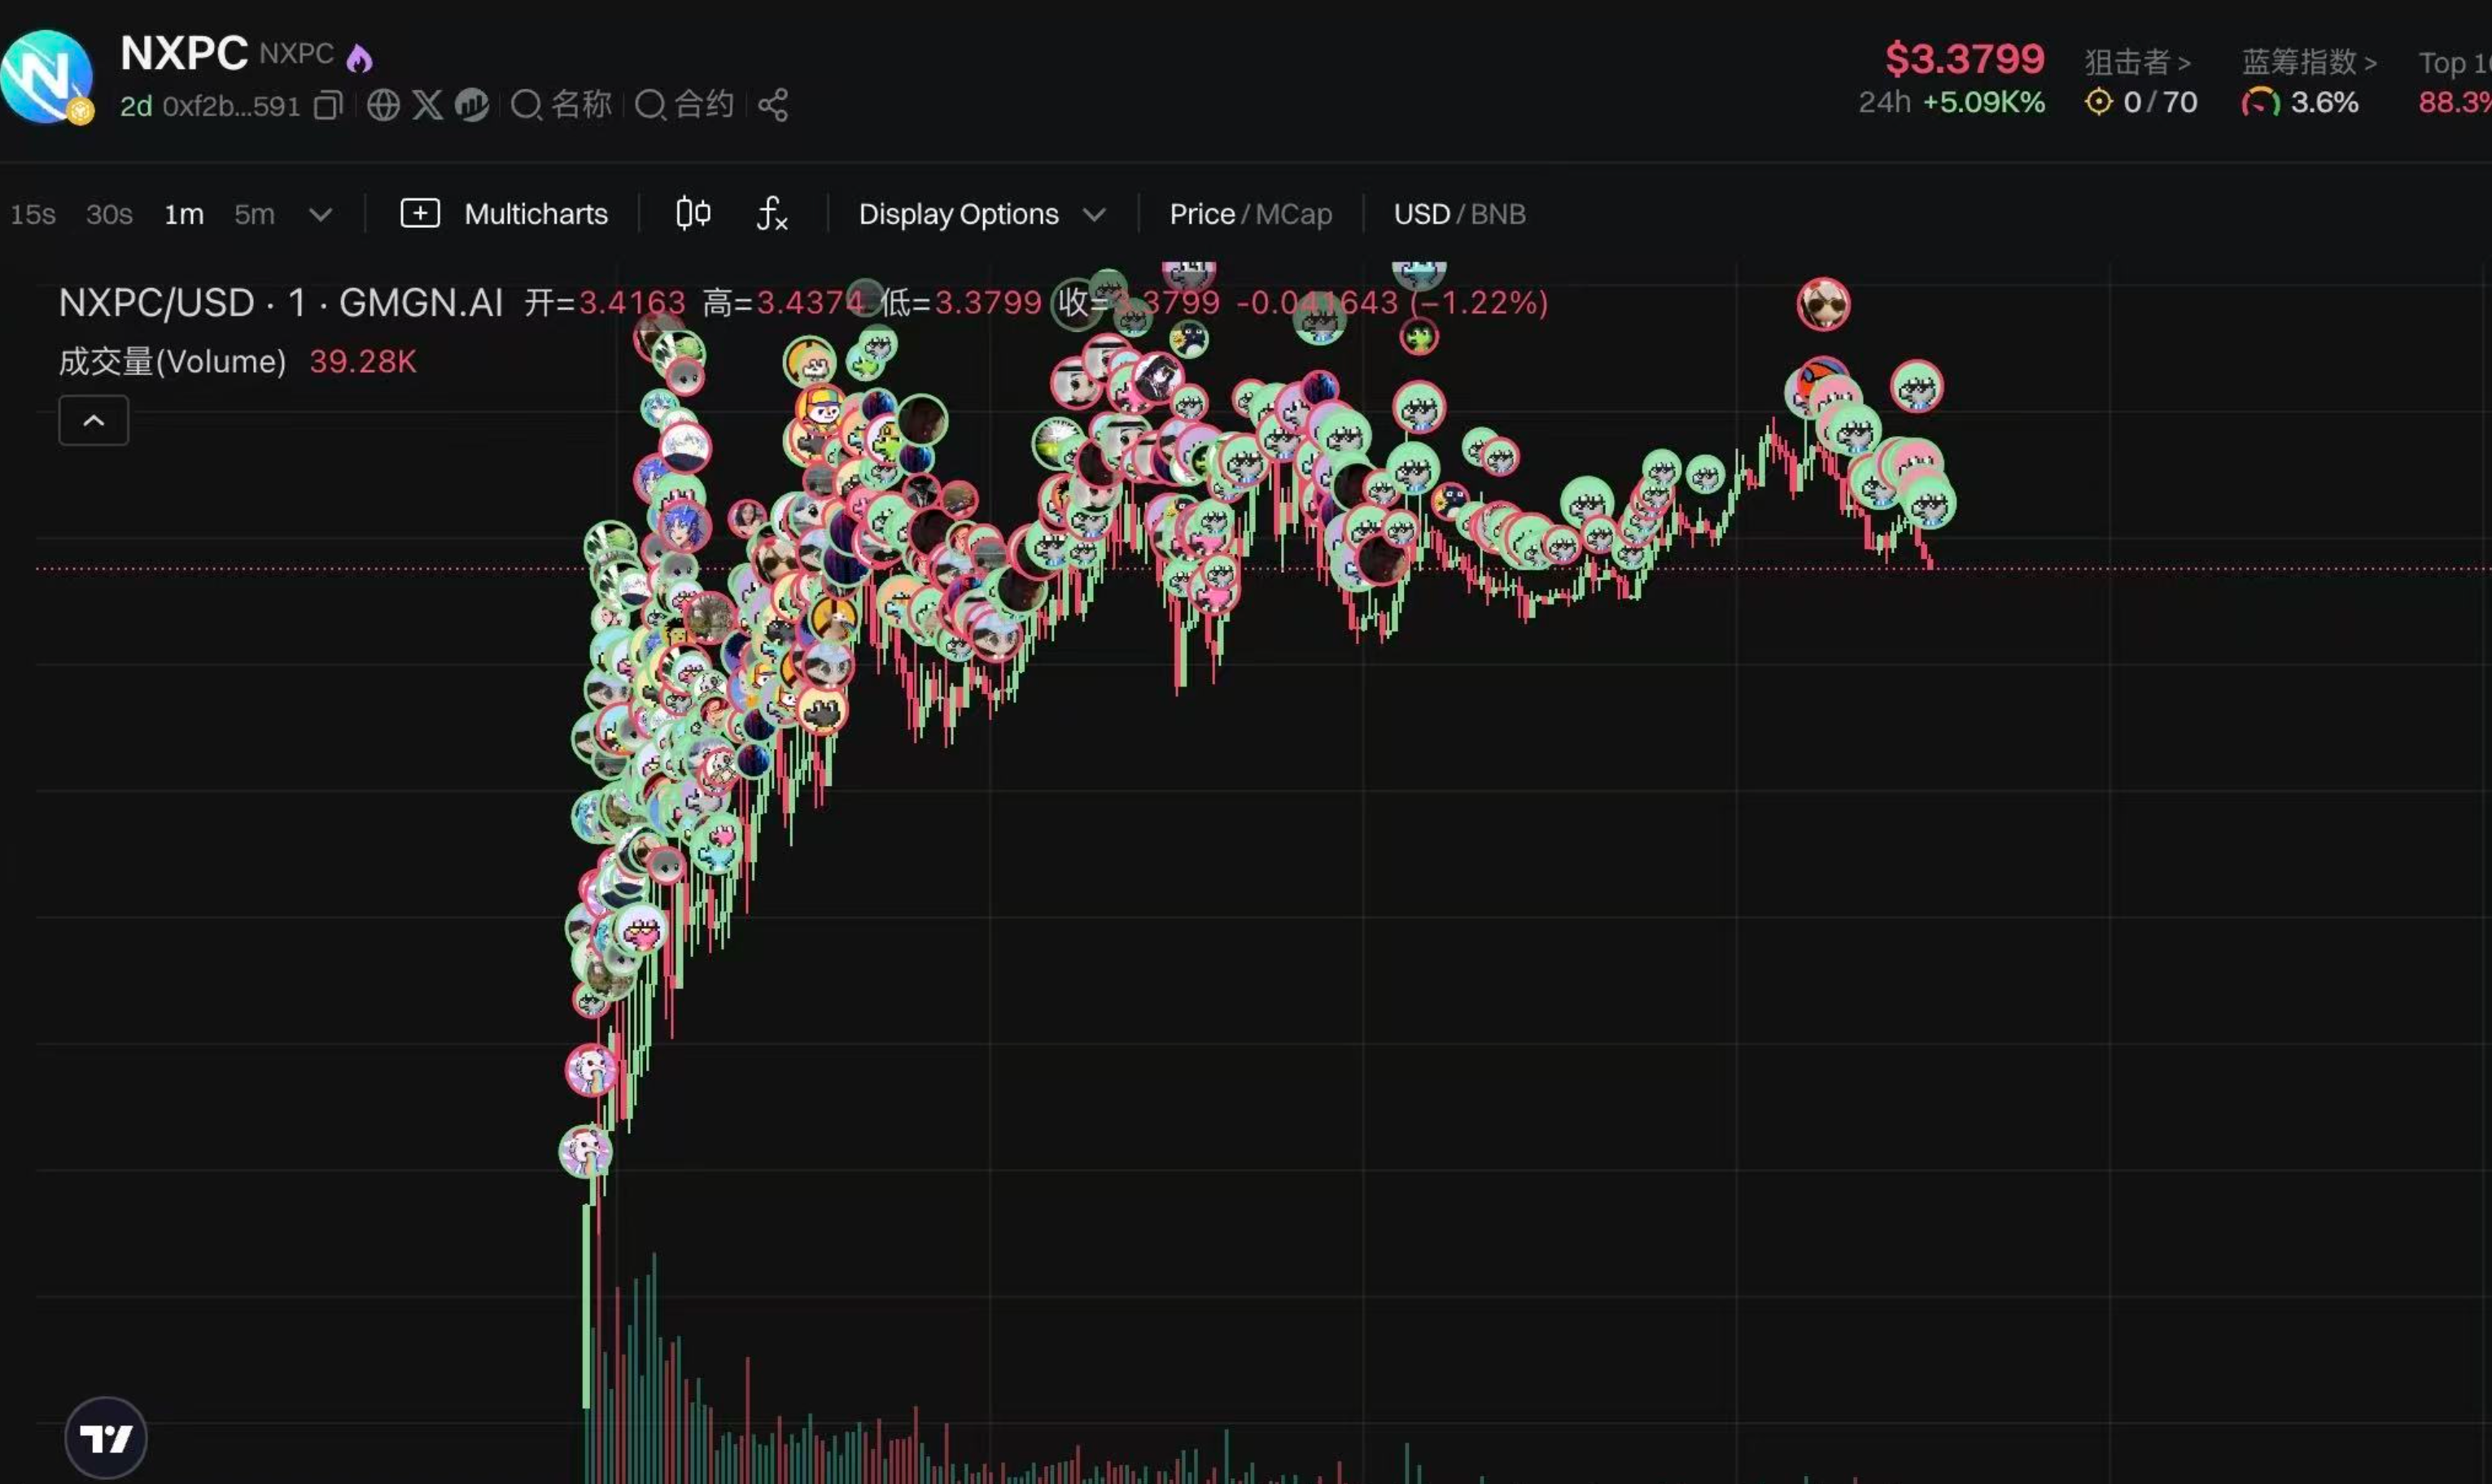 NXPC NXPC
2d 0xf2b...591 名称 合约
$3.3799 狙击者 > 蓝筹指数 > Top
24h +5.09K% 0/70 3.6% 88.3%
15s 30s 1m 5m Multicharts fx Display Options Price/MCap USD/BNB
NXPC/USD · 1 · GMGN.AI 开=3.4163 高=3.4374 低=3.3799 收=3.3799 -0.041643 (−1.22%)
成交量(Volume) 39.28K